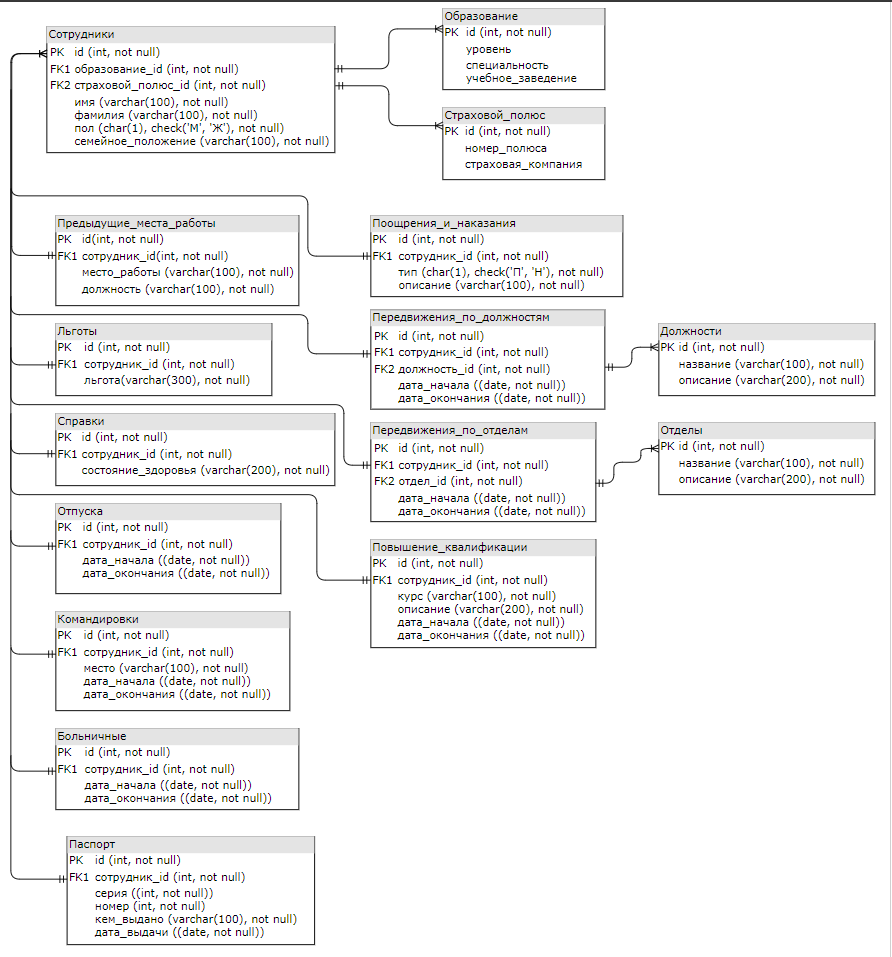 Сотрудники
PK id (int, not null)
FK1 образование_id (int, not null)
FK2 страховой_полюс_id (int, not null)
имя (varchar(100), not null)
фамилия (varchar(100), not null)
пол (char(1), check('М', 'Ж'), not null)
семейное_положение (varchar(100), not null)
Образование
PK id (int, not null)
уровень
специальность
учебное_заведение
Страховой_полюс
PK id (int, not null)
номер_полюса
страховая_компания
Предыдущие_места_работы
PK id(int, not null)
FK1 сотрудник_id(int, not null)
место_работы (varchar(100), not null)
должность (varchar(100), not null)
Поощрения_и_наказания
PK id (int, not null)
FK1 сотрудник_id (int, not null)
тип (char(1), check('П', 'Н'), not null)
описание (varchar(100), not null)
Льготы
PK id (int, not null)
FK1 сотрудник_id (int, not null)
льгота(varchar(300), not null)
Передвижения_по_должностям
PK id (int, not null)
FK1 сотрудник_id (int, not null)
FK2 должность_id (int, not null)
дата_начала ((date, not null))
дата_окончания ((date, not null))
Должности
PK id (int, not null)
название (varchar(100), not null)
описание (varchar(200), not null)
Справки
PK id (int, not null)
FK1 сотрудник_id (int, not null)
состояние_здоровья (varchar(200), not null)
Передвижения_по_отделам
PK id (int, not null)
FK1 сотрудник_id (int, not null)
FK2 отдел_id (int, not null)
дата_начала ((date, not null))
дата_окончания ((date, not null))
Отделы
PK id (int, not null)
название (varchar(100), not null)
описание (varchar(200), not null)
Отпуска
PK id (int, not null)
FK1 сотрудник_id (int, not null)
дата_начала ((date, not null))
дата_окончания ((date, not null))
Повышение_квалификации
PK id (int, not null)
FK1 сотрудник_id (int, not null)
курс (varchar(100), not null)
описание (varchar(200), not null)
дата_начала ((date, not null))
дата_окончания ((date, not null))
Командировки
PK id (int, not null)
FK1 сотрудник_id (int, not null)
место (varchar(100), not null)
дата_начала ((date, not null))
дата_окончания ((date, not null))
Больничные
PK id (int, not null)
FK1 сотрудник_id (int, not null)
дата_начала ((date, not null))
дата_окончания ((date, not null))
Паспорт
PK id (int, not null)
FK1 сотрудник_id (int, not null)
серия ((int, not null))
номер (int, not null)
кем_выдано (varchar(100), not null)
дата_выдачи ((date, not null))